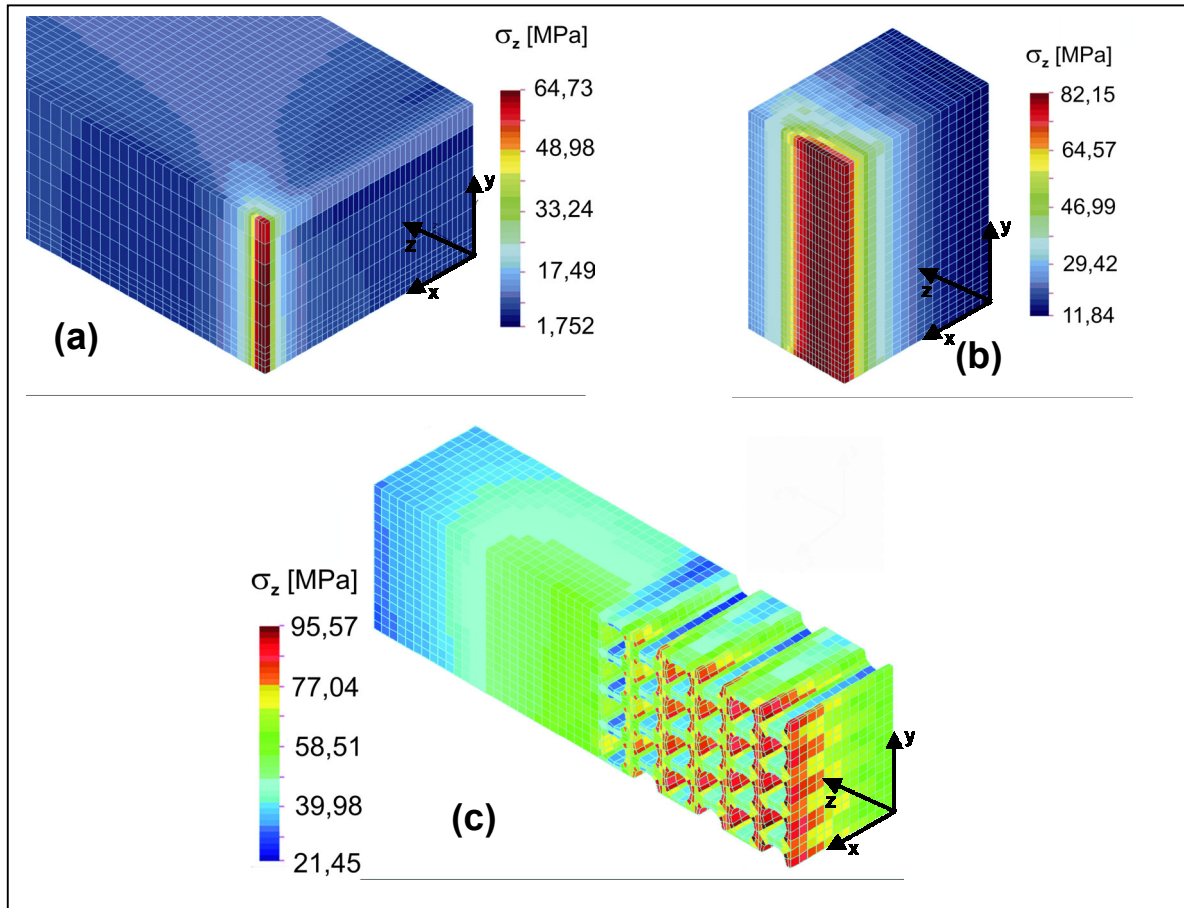 σz [MPa]
64,73
48,98
33,24
17,49
1,752
y
z
x
(a)
σz [MPa]
82,15
64,57
46,99
29,42
11,84
y
z
x
(b)
σz [MPa]
95,57
77,04
58,51
39,98
21,45
y
z
x
(c)